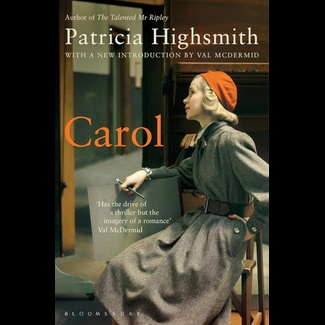 Author of The Talented Mr Ripley
Patricia Highsmith
WITH A NEW INTRODUCTION BY VAL MCDERMID
Carol
'Has the drive of
a thriller but the
imagery of a romance'
Val McDermid
BLOOMSBURY